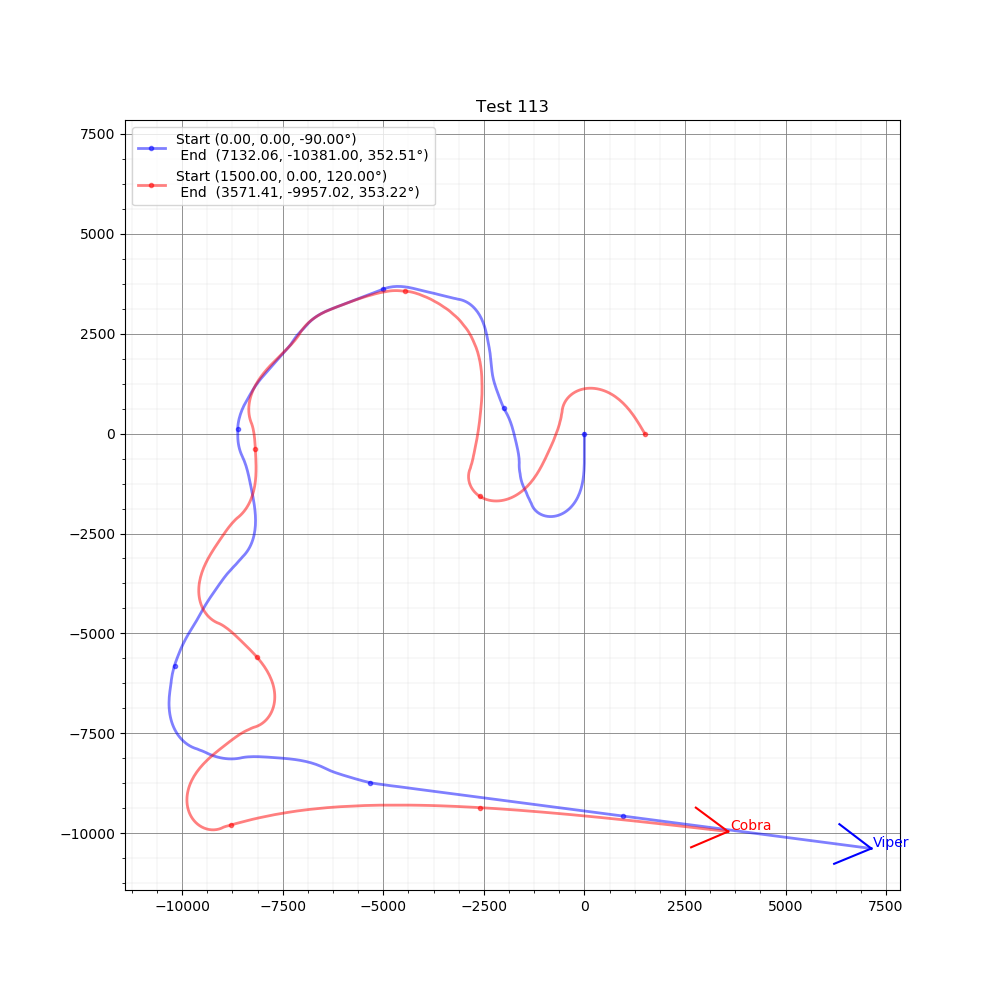 Test 113
Start (0.00, 0.00, -90.00°)
End  (7132.06, -10381.00, 352.51°)
Start (1500.00, 0.00, 120.00°)
End  (3571.41, -9957.02, 353.22°)
7500
5000
2500
0
−2500
−5000
−7500
−10000
Cobra
Viper
−10000 −7500 −5000 −2500 0 2500 5000 7500